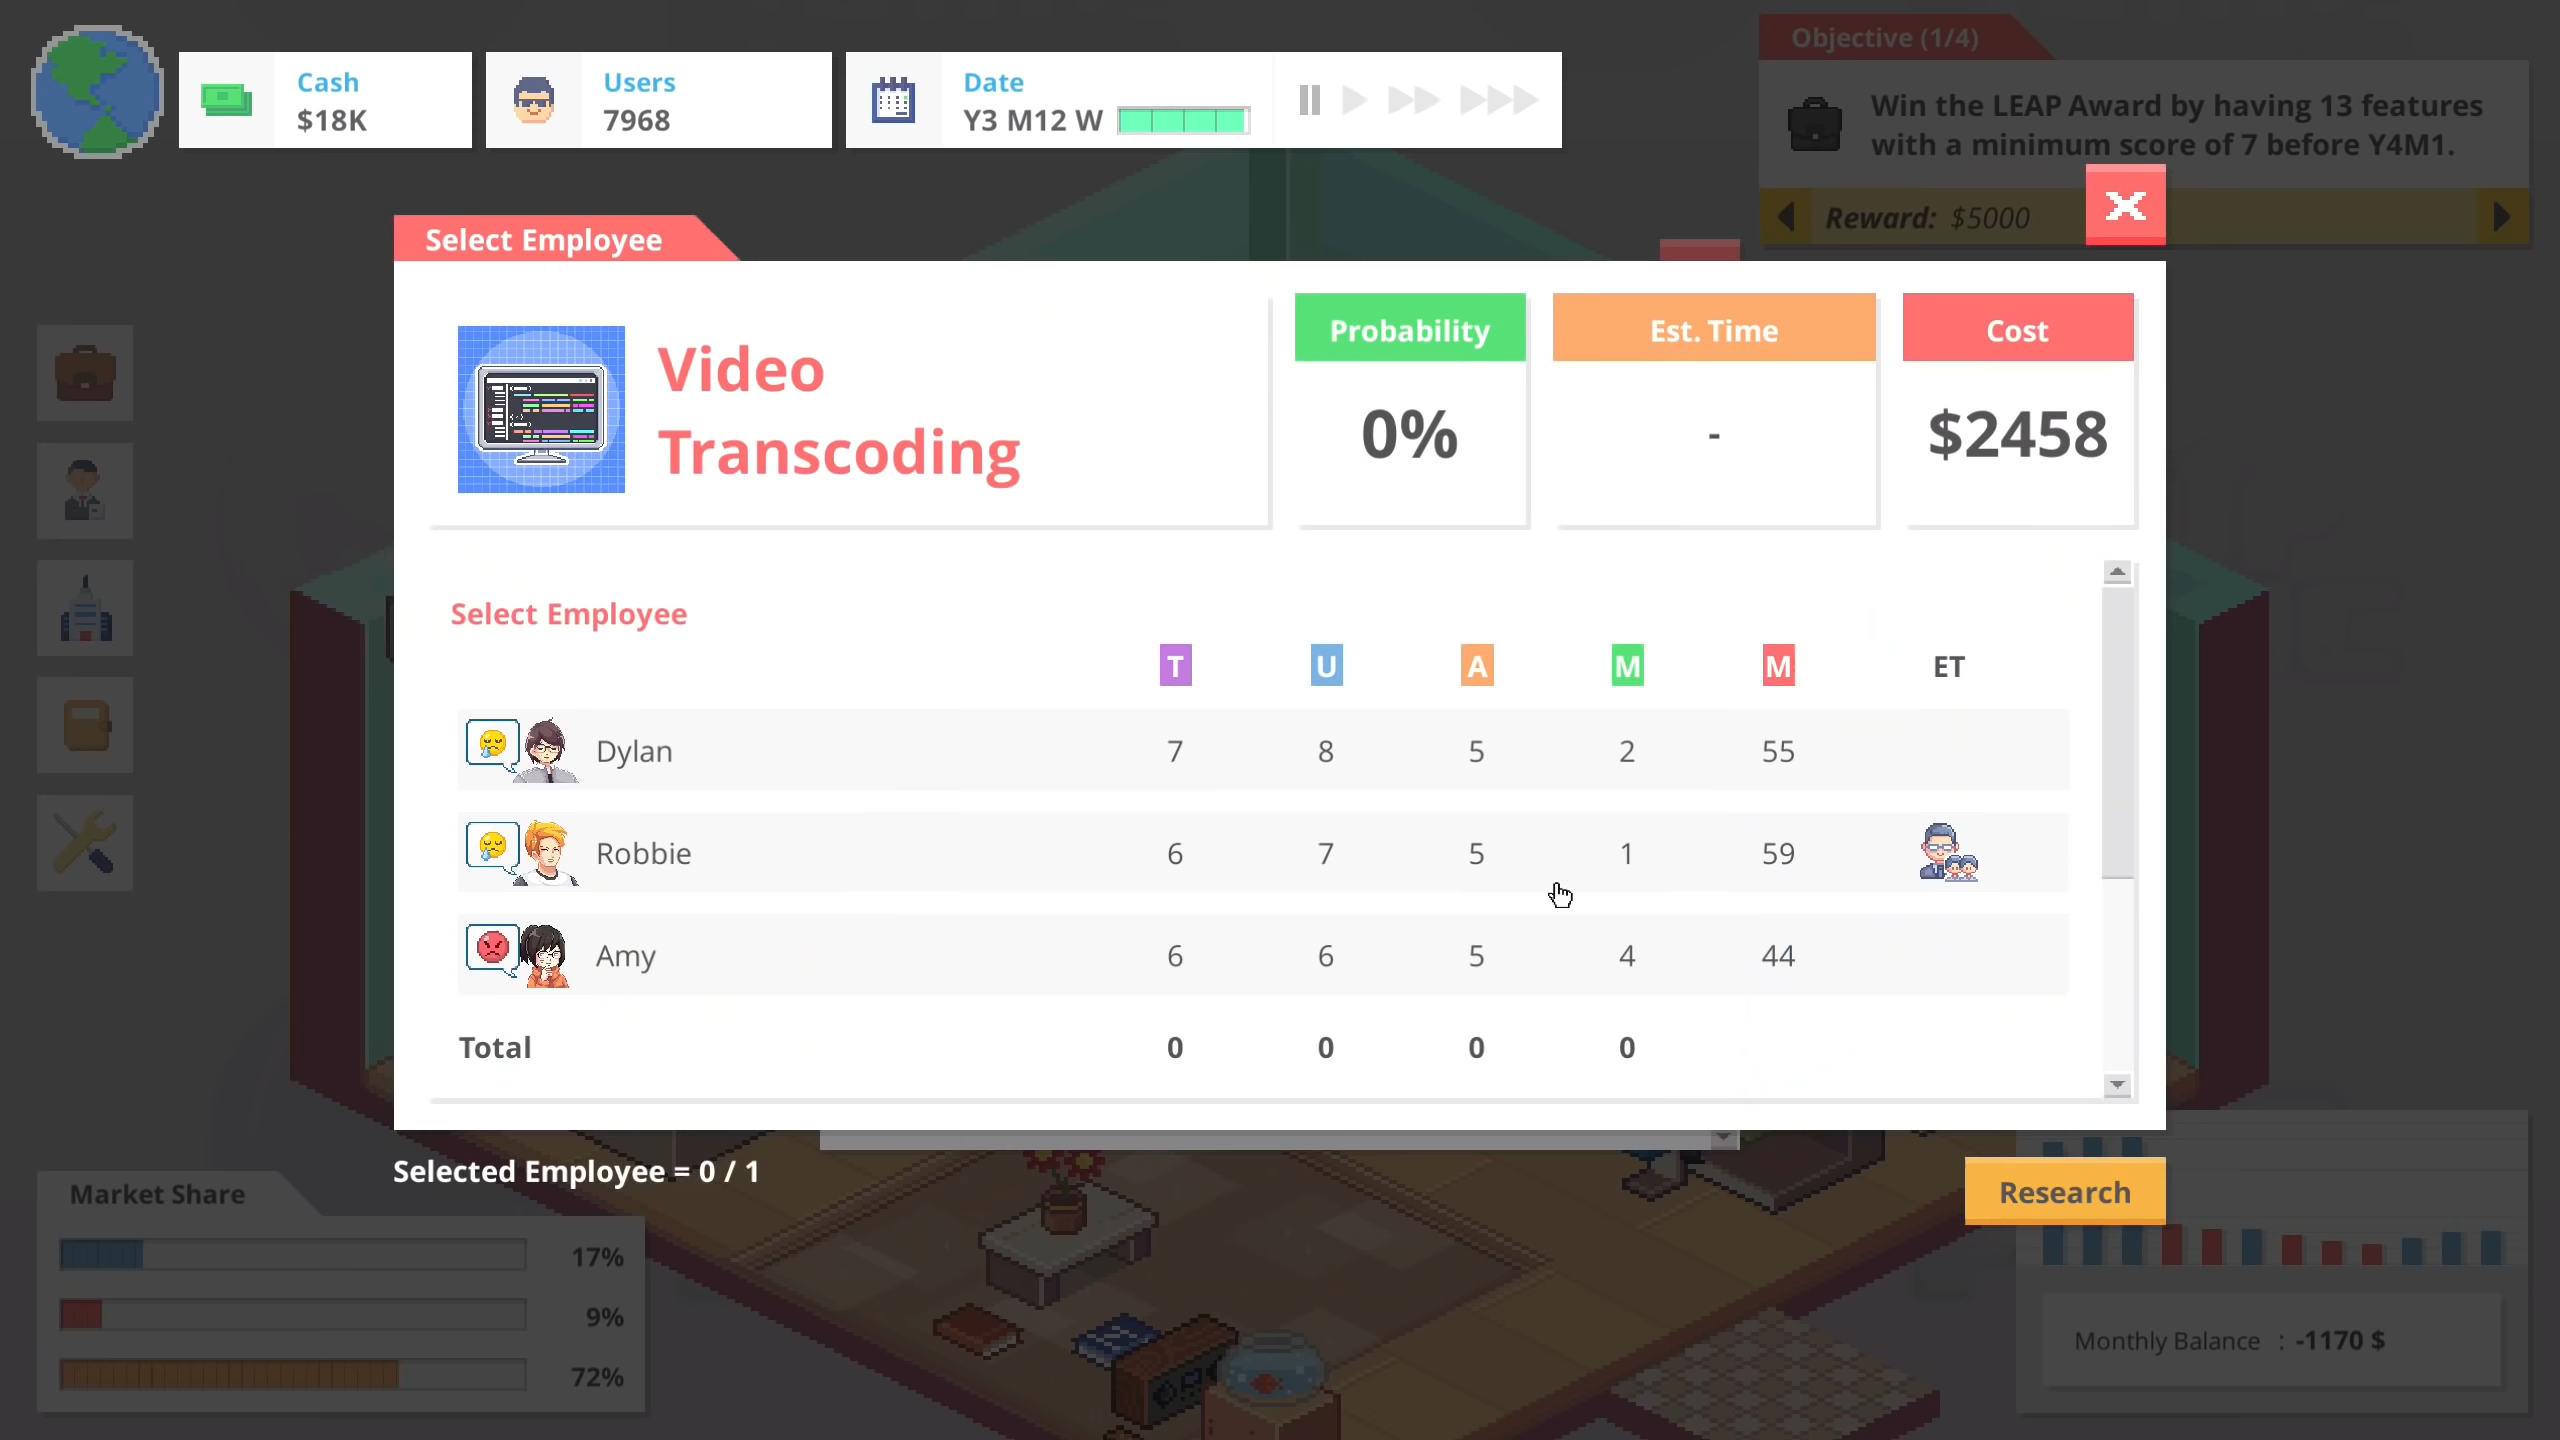 Cash
$18K
Users
7968
Date
Y3 M12 W
Objective (1/4)
Win the LEAP Award by having 13 features
with a minimum score of 7 before Y4M1.
Reward: $5000
Select Employee
Video
Transcoding
Probability
0%
Est. Time
-
Cost
$2458
Select Employee
T U A M M ET
Dylan 7 8 5 2 55
Robbie 6 7 5 1 59
Amy 6 6 5 4 44
Total 0 0 0 0
Selected Employee = 0 / 1
Research
Market Share
17%
9%
72%
Monthly Balance : -1170 $